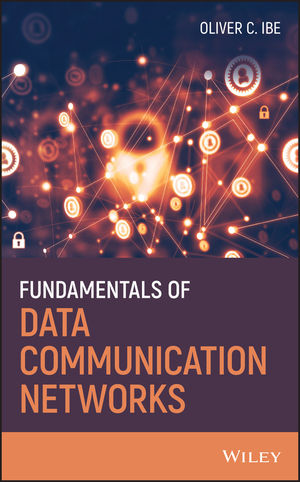 OLIVER C. IBE
FUNDAMENTALS OF
DATA
COMMUNICATION
NETWORKS
WILEY